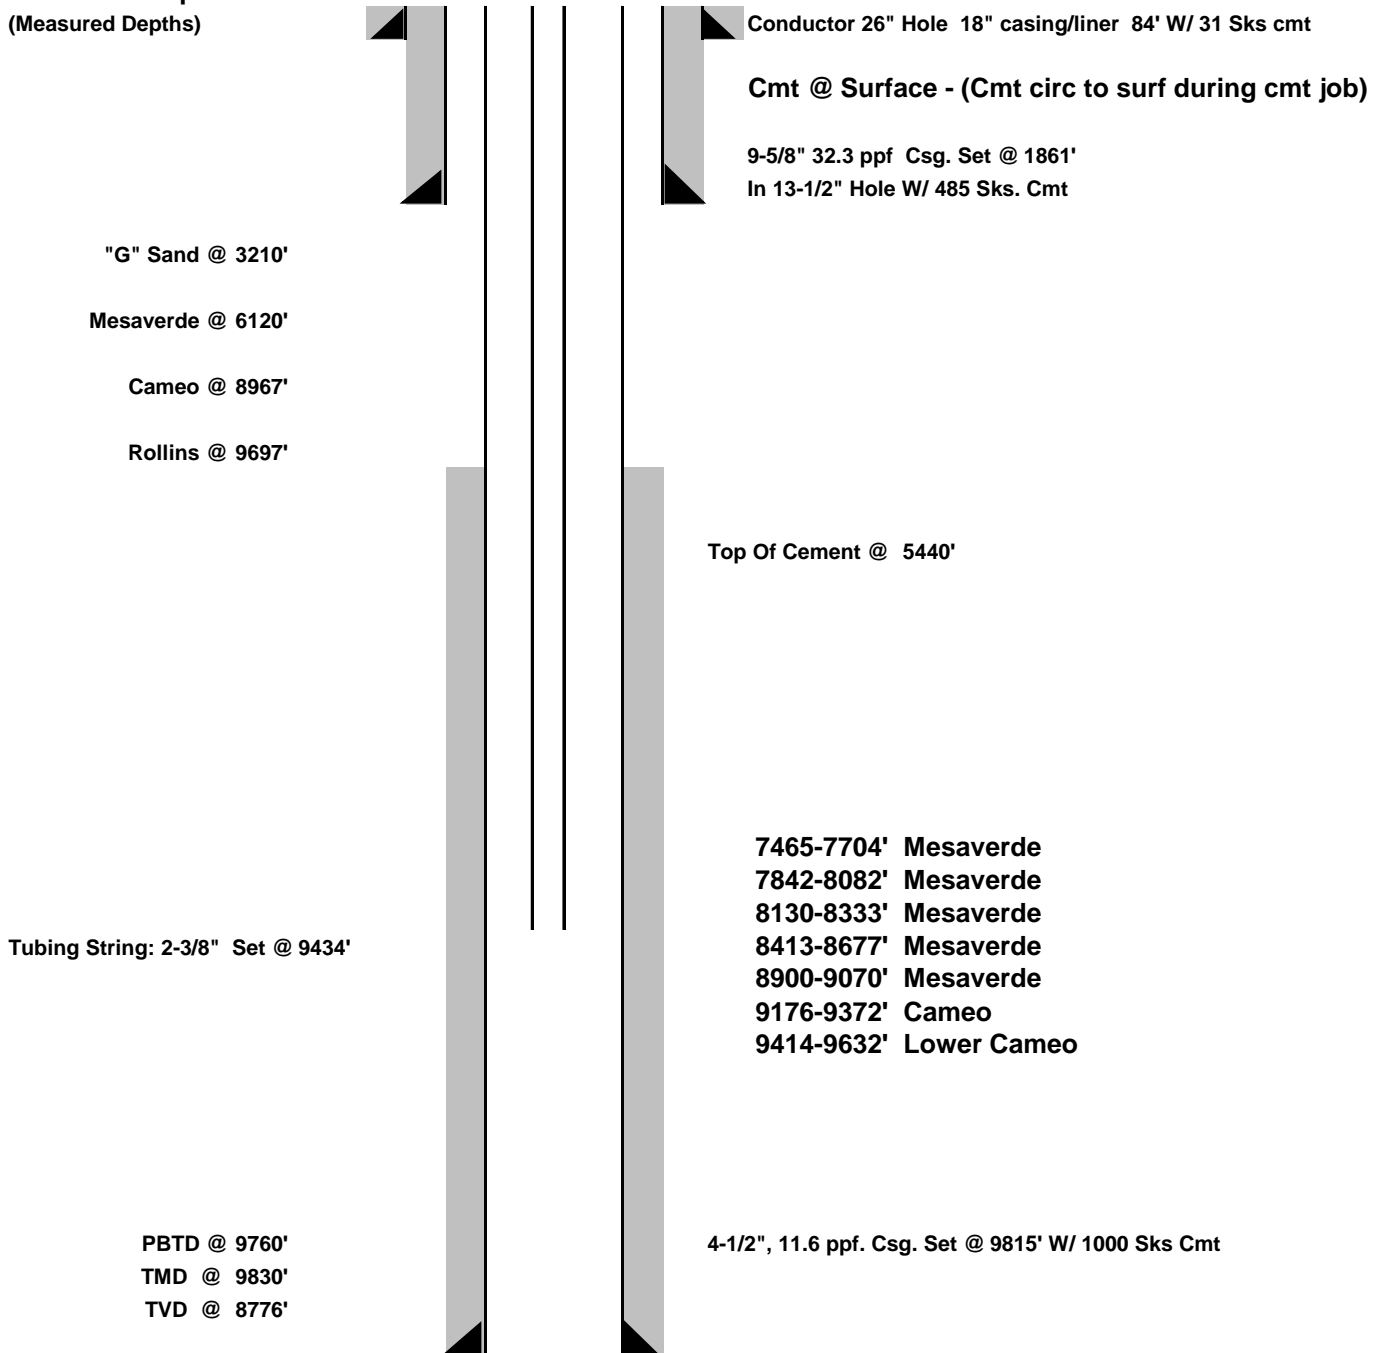 (Measured Depths)
Conductor 26" Hole 18" casing/liner 84' W/ 31 Sks cmt
Cmt @ Surface - (Cmt circ to surf during cmt job)
9-5/8" 32.3 ppf Csg. Set @ 1861'
In 13-1/2" Hole W/ 485 Sks. Cmt
"G" Sand @ 3210'
Mesaverde @ 6120'
Cameo @ 8967'
Rollins @ 9697'
Top Of Cement @ 5440'
7465-7704' Mesaverde
7842-8082' Mesaverde
8130-8333' Mesaverde
8413-8677' Mesaverde
8900-9070' Mesaverde
9176-9372' Cameo
9414-9632' Lower Cameo
Tubing String: 2-3/8" Set @ 9434'
PBTD @ 9760'
TMD @ 9830'
TVD @ 8776'
4-1/2", 11.6 ppf. Csg. Set @ 9815' W/ 1000 Sks Cmt